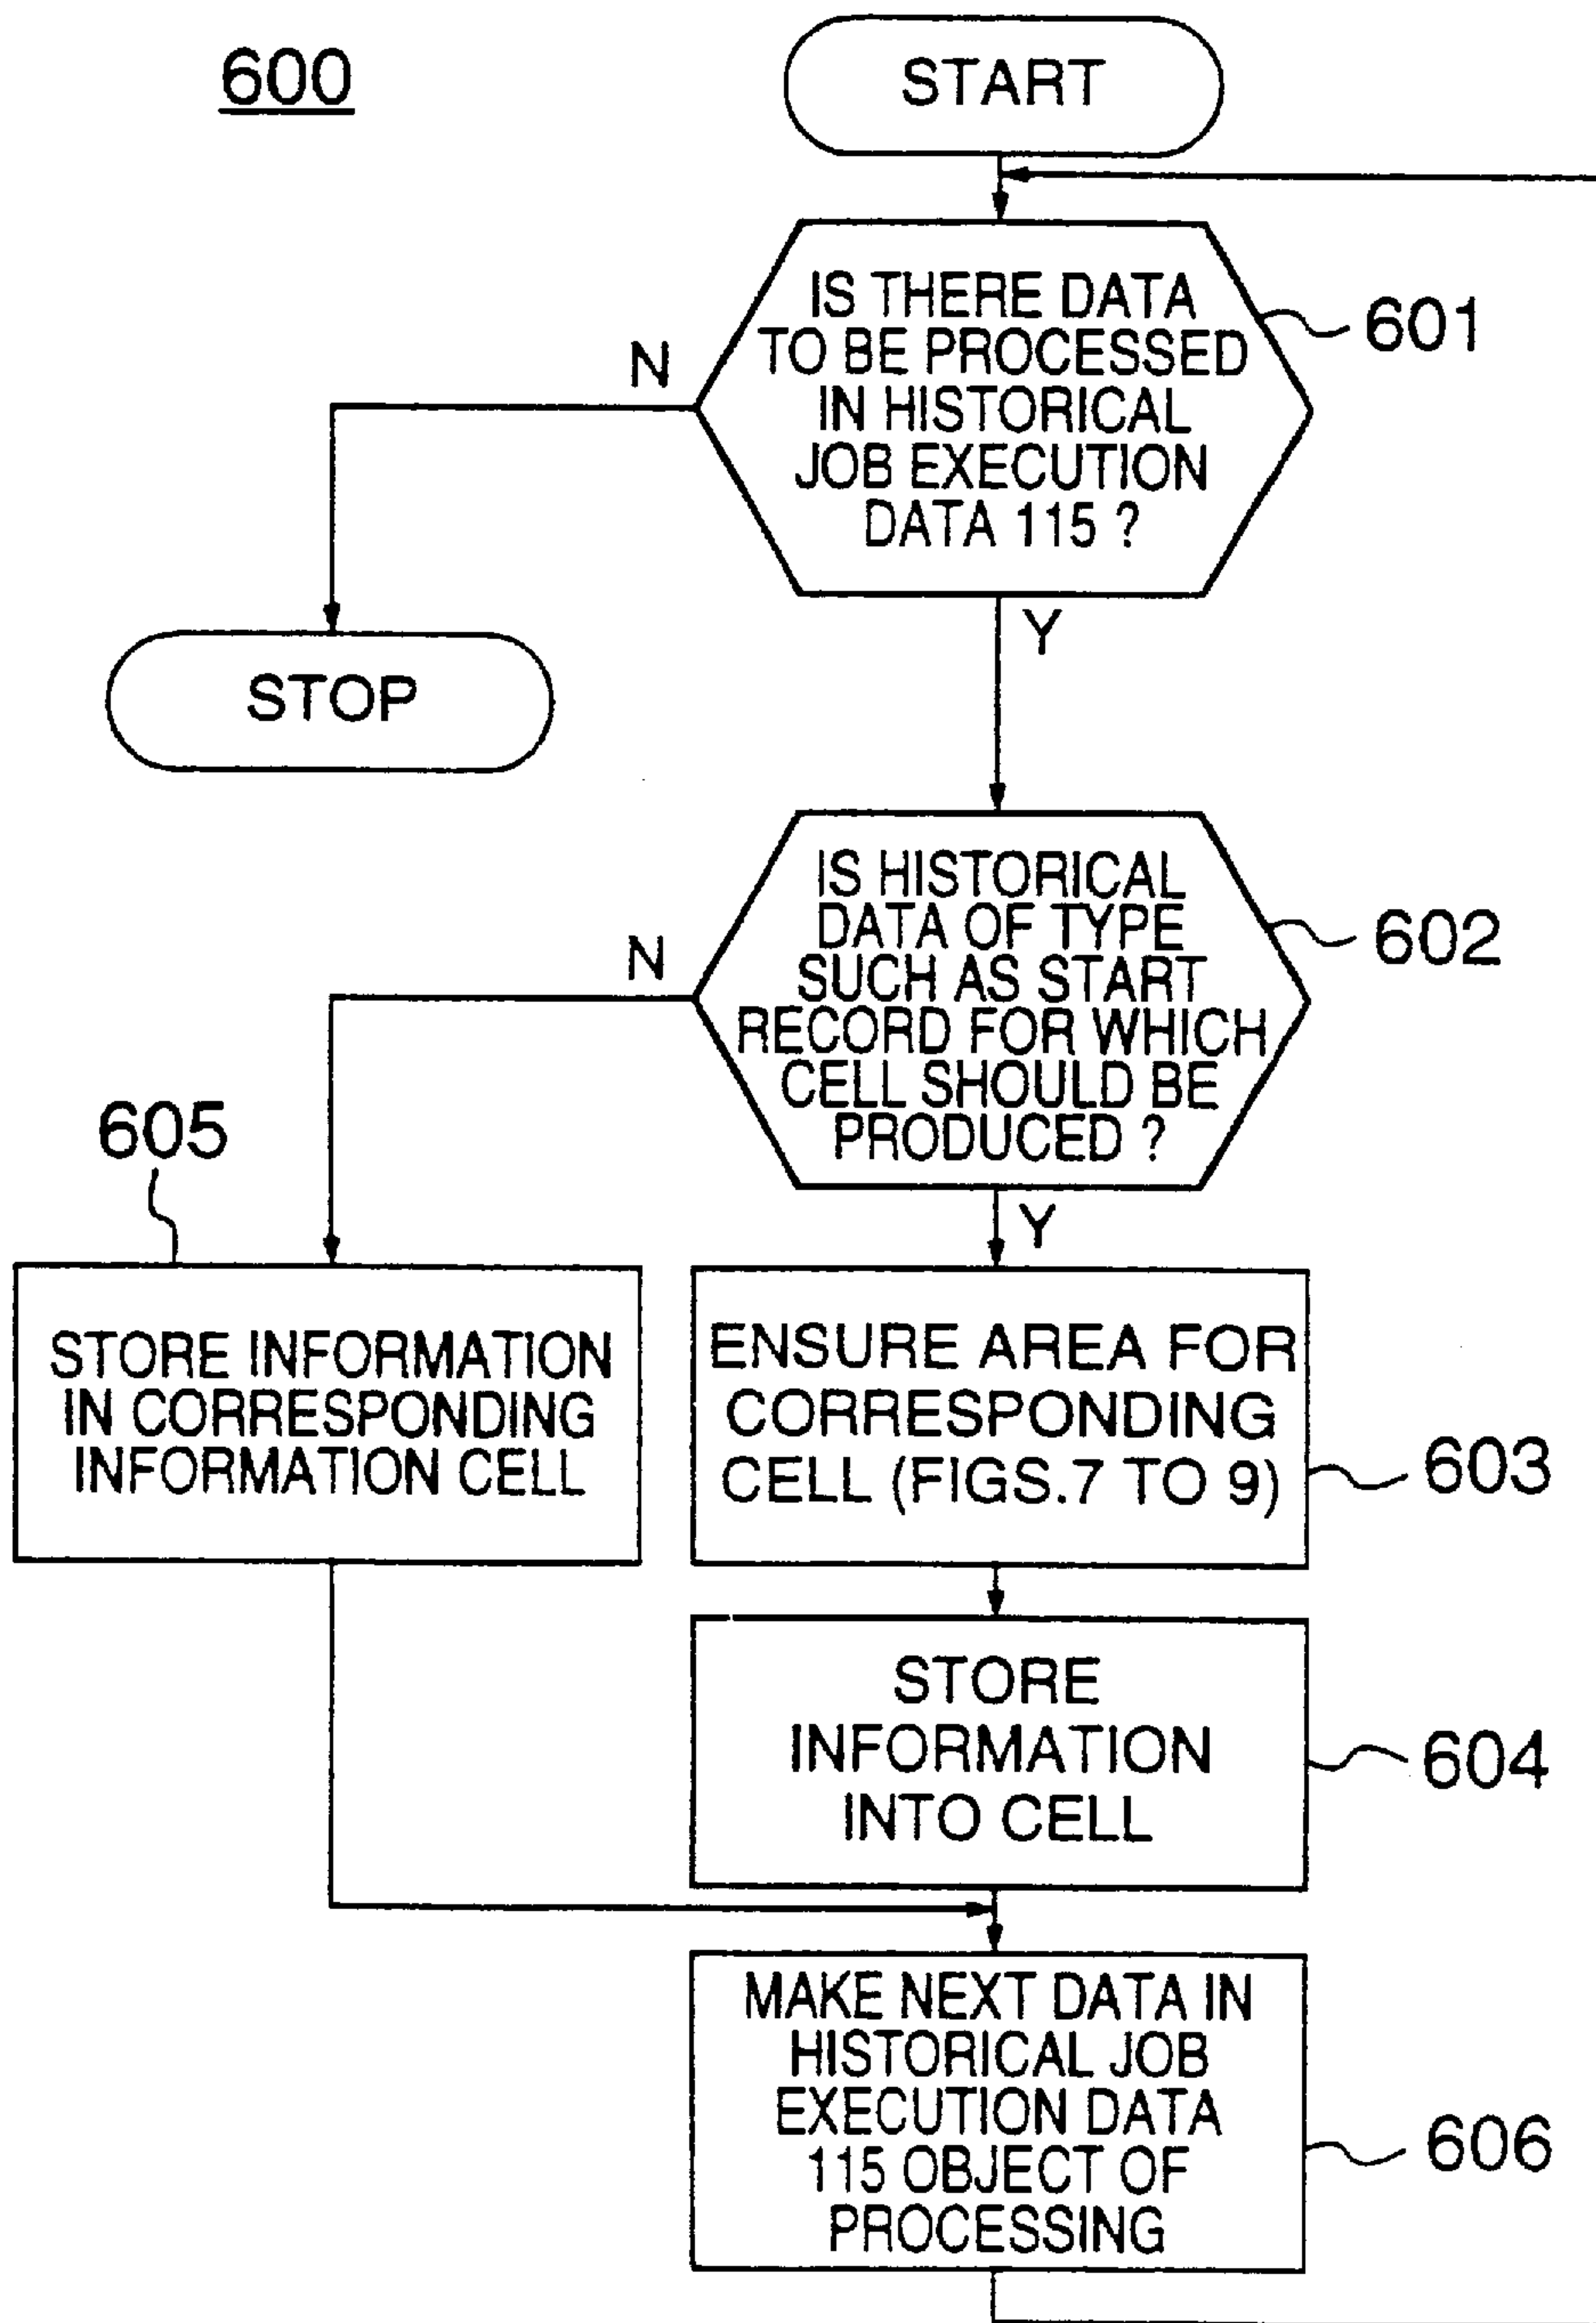 600
START
IS THERE DATA
TO BE PROCESSED
IN HISTORICAL
JOB EXECUTION
DATA 115 ?
601
N
Y
STOP
IS HISTORICAL
DATA OF TYPE
SUCH AS START
RECORD FOR WHICH
CELL SHOULD BE
PRODUCED ?
602
N
Y
605
STORE INFORMATION
IN CORRESPONDING
INFORMATION CELL
ENSURE AREA FOR
CORRESPONDING
CELL (FIGS.7 TO 9)
603
STORE
INFORMATION
INTO CELL
604
MAKE NEXT DATA IN
HISTORICAL JOB
EXECUTION DATA
115 OBJECT OF
PROCESSING
606